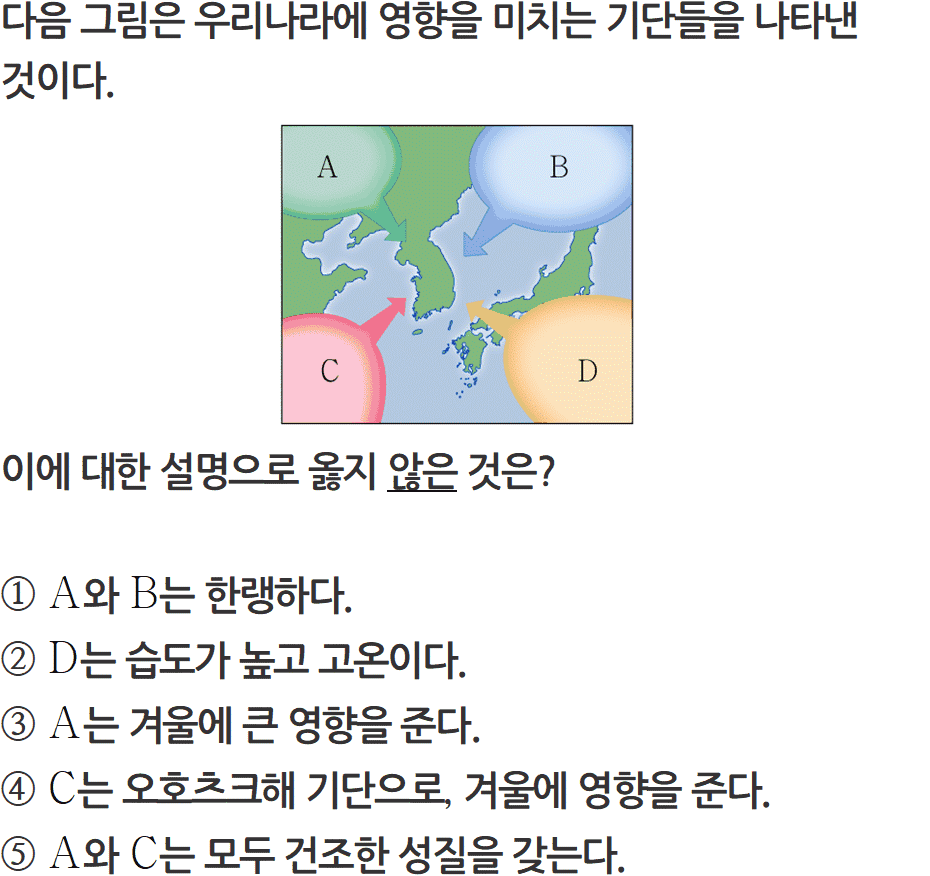 다음 그림은 우리나라에 영향을 미치는 기단들을 나타낸
것이다.
A
B
C
D
이에 대한 설명으로 옳지 않은 것은?
① A와 B는 한랭하다.
② D는 습도가 높고 고온이다.
③ A는 겨울에 큰 영향을 준다.
④ C는 오호츠크해 기단으로, 겨울에 영향을 준다.
⑤ A와 C는 모두 건조한 성질을 갖는다.